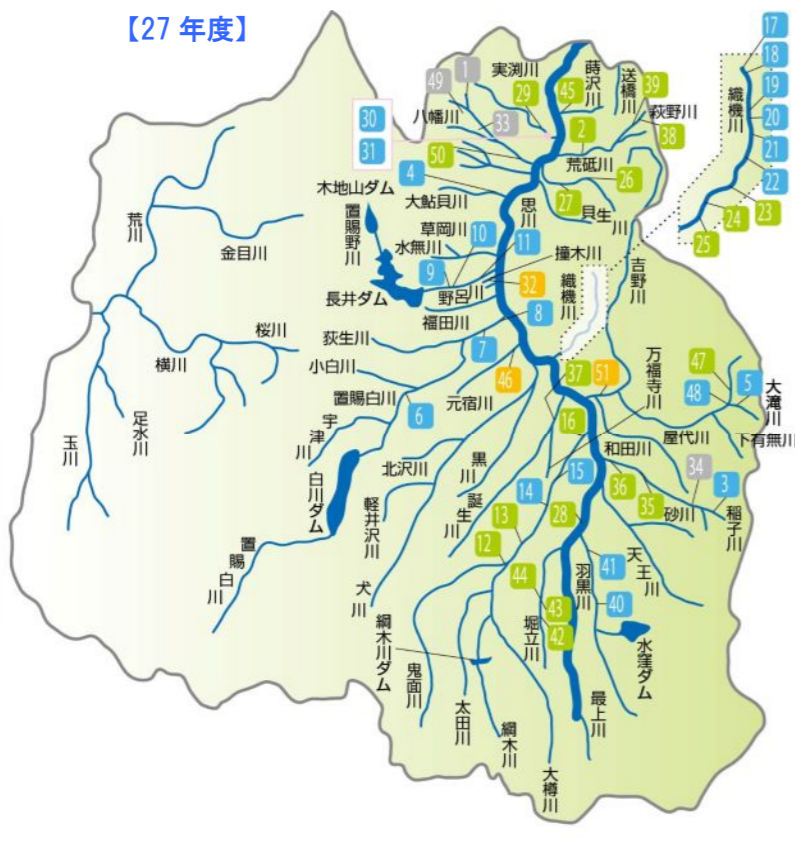 【27年度】
17
18
19
20
21
22
23
24
25
織機川
49
1
実渕川
29
45
蒔沢川
送橋川
39
萩野川
38
八幡川
33
2
30
31
50
荒砥川
26
4
27
貝生川
木地山ダム
大鮎貝川
思川
置賜野川
草岡川
10
11
撞木川
水無川
9
32
野呂川
織機川
吉野川
長井ダム
福田川
8
荒川
金目川
荻生川
7
桜川
横川
小白川
37
51
万福寺川
47
48
5
大滝川
46
元宿川
置賜白川
6
16
屋代川
下有無川
宇津川
和田川
34
足水川
玉川
北沢川
黒川
15
3
白川ダム
誕生川
14
28
36
35
砂川
稲子川
軽井沢川
13
12
天王川
置賜白川
44
羽黒川
41
犬川
43
40
42
堀立川
水窪ダム
綱木川ダム
鬼面川
太田川
綱木川
最上川
大樽川